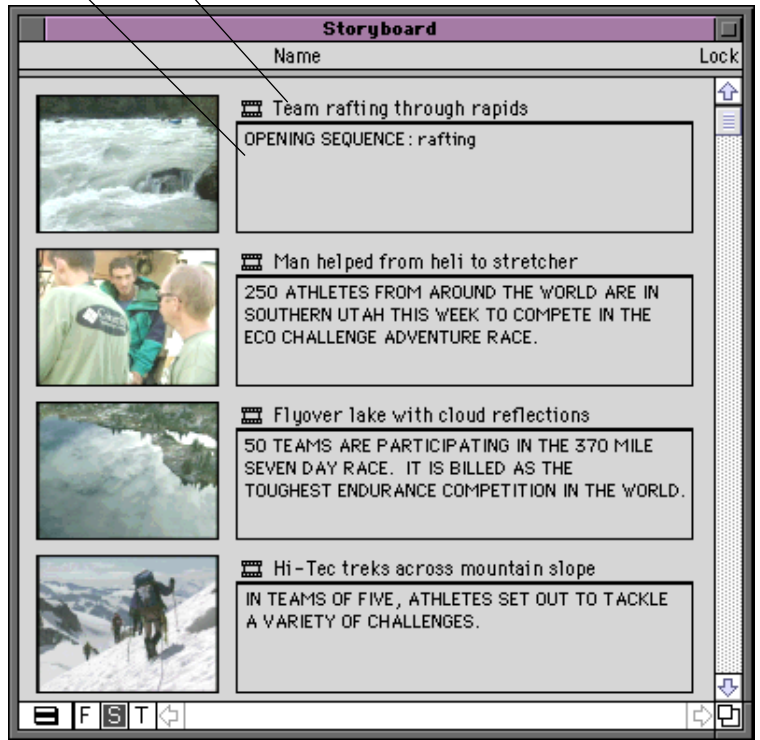 Storyboard
Name
Lock
Team rafting through rapids
OPENING SEQUENCE: rafting
Man helped from heli to stretcher
250 ATHLETES FROM AROUND THE WORLD ARE IN
SOUTHERN UTAH THIS WEEK TO COMPETE IN THE
ECO CHALLENGE ADVENTURE RACE.
Flyover lake with cloud reflections
50 TEAMS ARE PARTICIPATING IN THE 370 MILE
SEVEN DAY RACE. IT IS BILLED AS THE
TOUGHEST ENDURANCE COMPETITION IN THE WORLD.
Hi-Tec treks across mountain slope
IN TEAMS OF FIVE, ATHLETES SET OUT TO TACKLE
A VARIETY OF CHALLENGES.
F S T